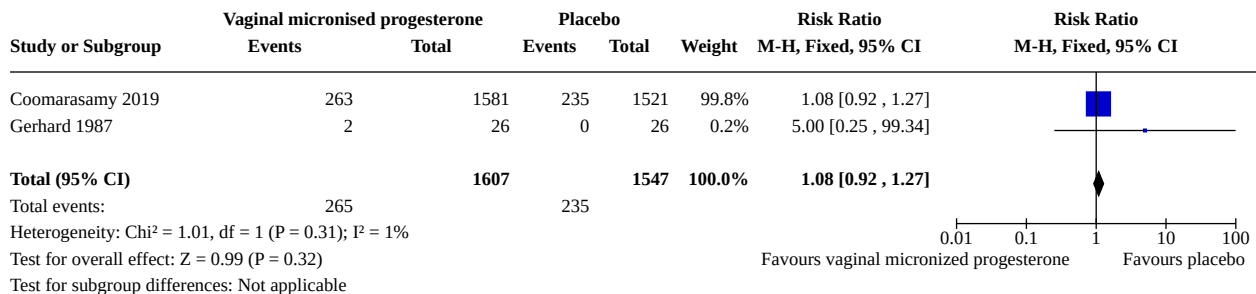 Vaginal micronised progesterone Placebo Risk Ratio Risk Ratio
Study or Subgroup Events Total Events Total Weight M-H, Fixed, 95% CI M-H, Fixed, 95% CI
Coomarasamy 2019 263 1581 235 1521 99.8% 1.08 [0.92 , 1.27]
Gerhard 1987 2 26 0 26 0.2% 5.00 [0.25 , 99.34]
Total (95% CI) 1607 1547 100.0% 1.08 [0.92 , 1.27]
Total events: 265 235
Heterogeneity: Chi² = 1.01, df = 1 (P = 0.31); I² = 1%
0.01 0.1 1 10 100
Test for overall effect: Z = 0.99 (P = 0.32) Favours vaginal micronized progesterone Favours placebo
Test for subgroup differences: Not applicable